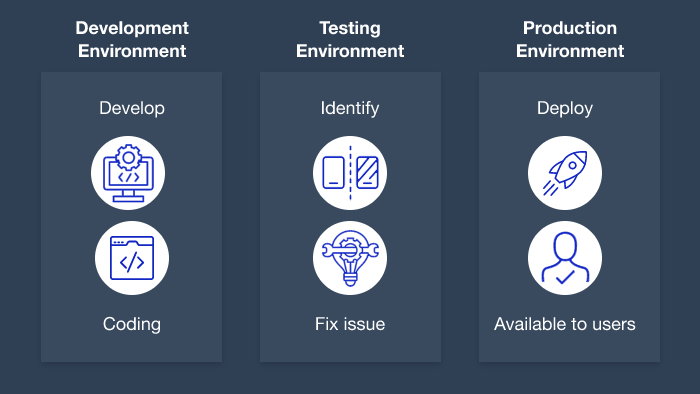 Development
Environment
Testing
Environment
Production
Environment
Develop
Identify
Deploy
Coding
Fix issue
Available to users